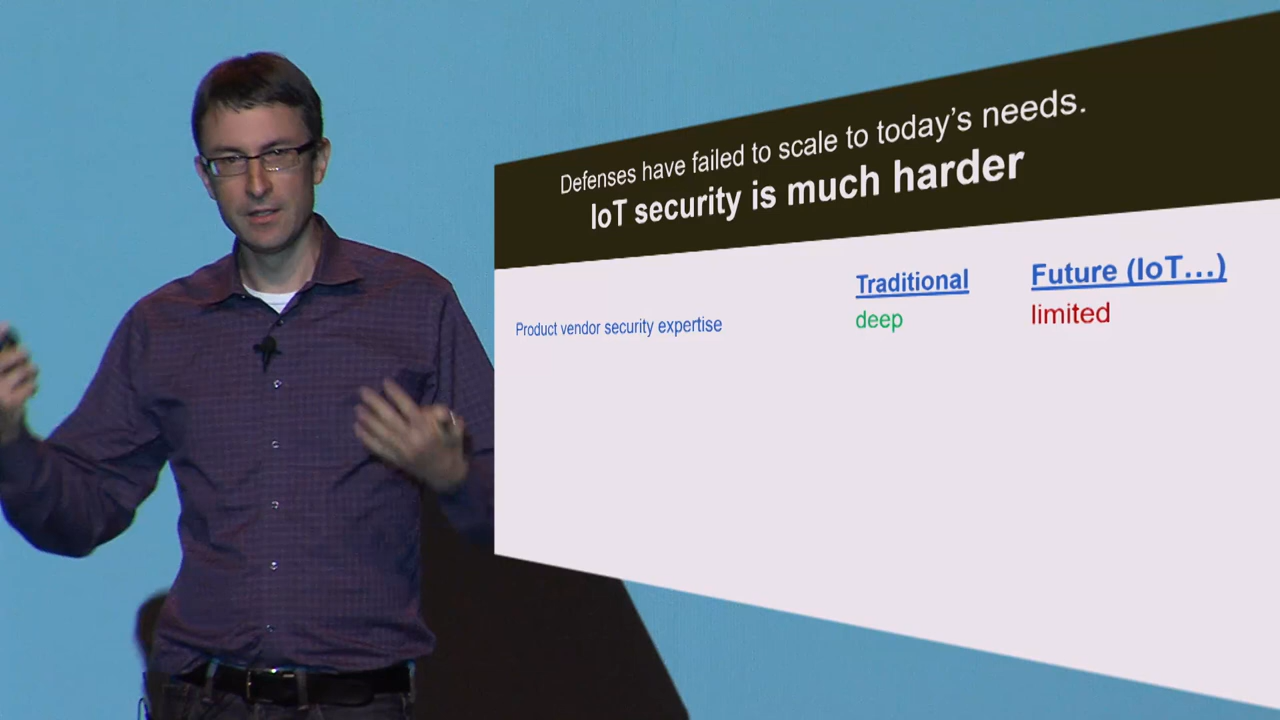 Defenses have failed to scale to today's needs.
IoT security is much harder
Traditional Future (IoT...)
Product vendor security expertise deep limited